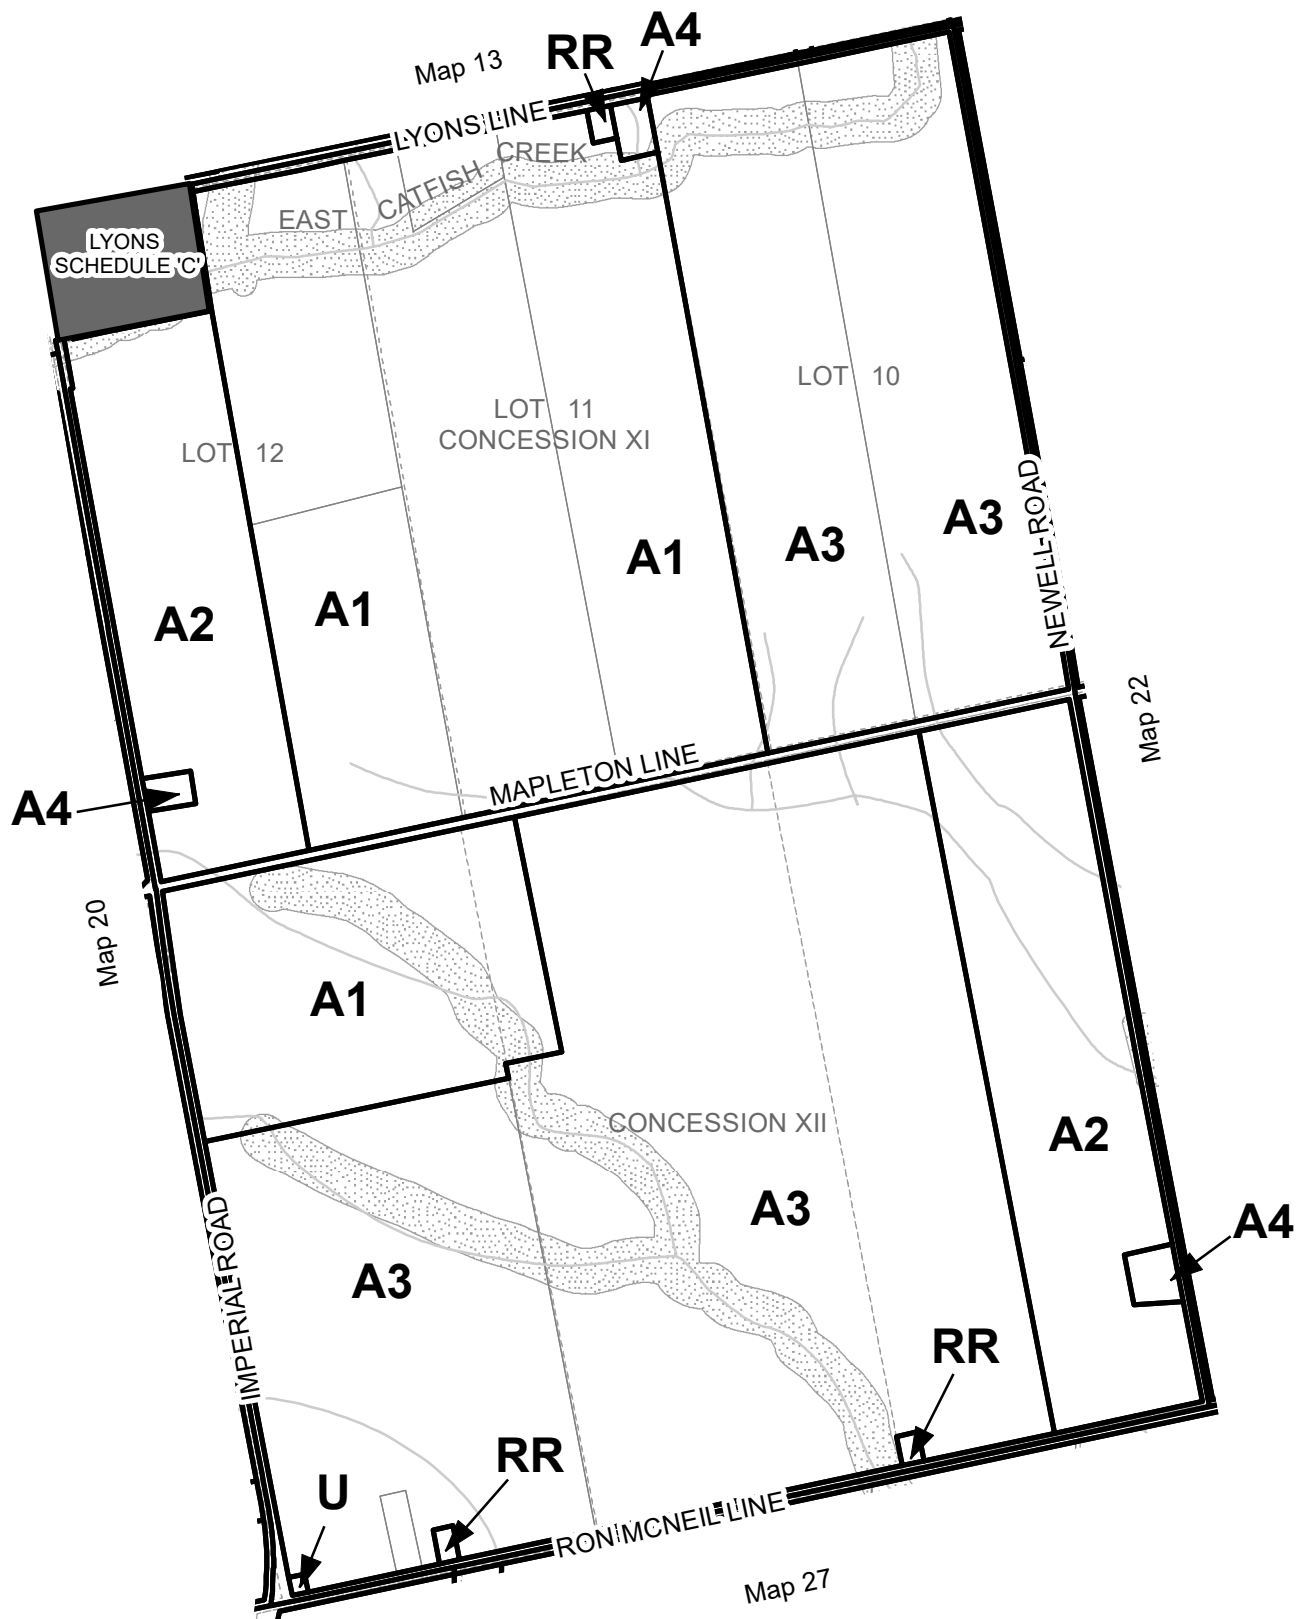 A4
RR
Map 13
LYONS LINE
CREEK
CATFISH
EAST
LYONS
SCHEDULE 'C'
LOT 10
LOT 11
CONCESSION XI
LOT 12
NEWELL ROAD
A3
A3
A1
A1
A2
Map 22
MAPLETON LINE
A4
Map 20
A1
CONCESSION XII
A2
A3
A4
A3
IMPERIAL ROAD
RR
RR
U
RON MCNEIL LINE
Map 27